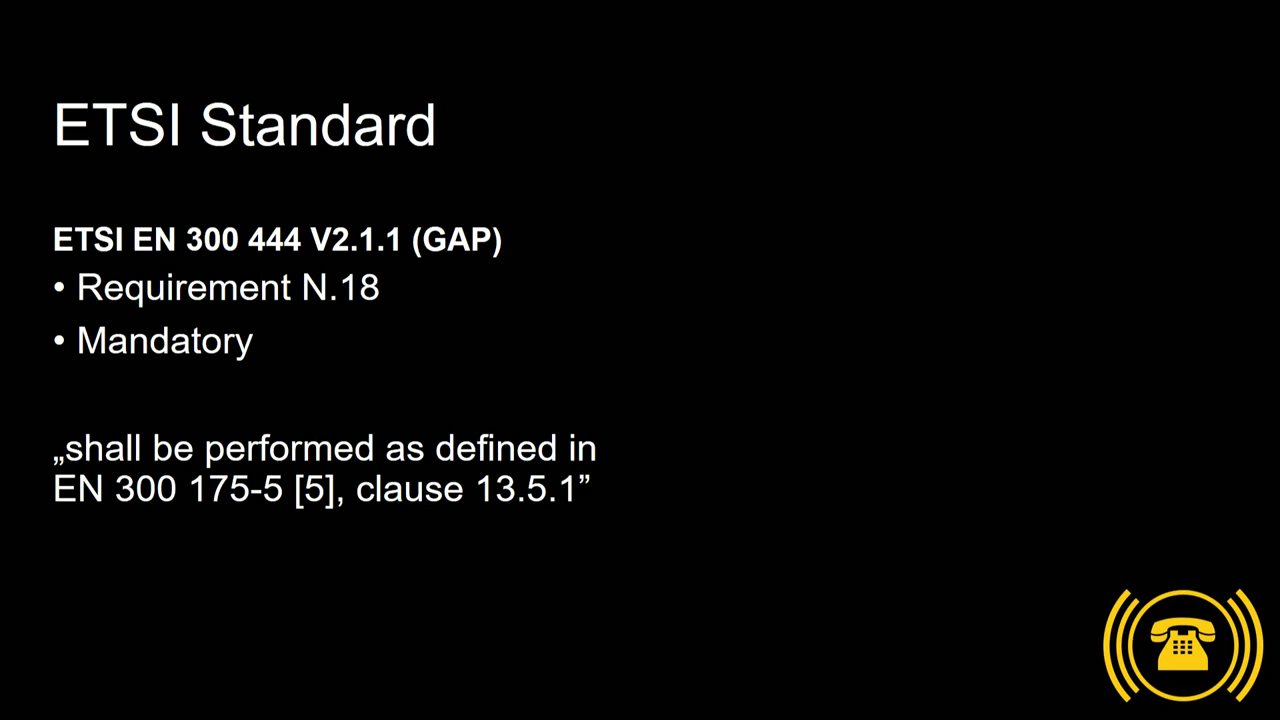 ETSI Standard
ETSI EN 300 444 V2.1.1 (GAP)
• Requirement N.18
• Mandatory
„shall be performed as defined in
EN 300 175-5 [5], clause 13.5.1”